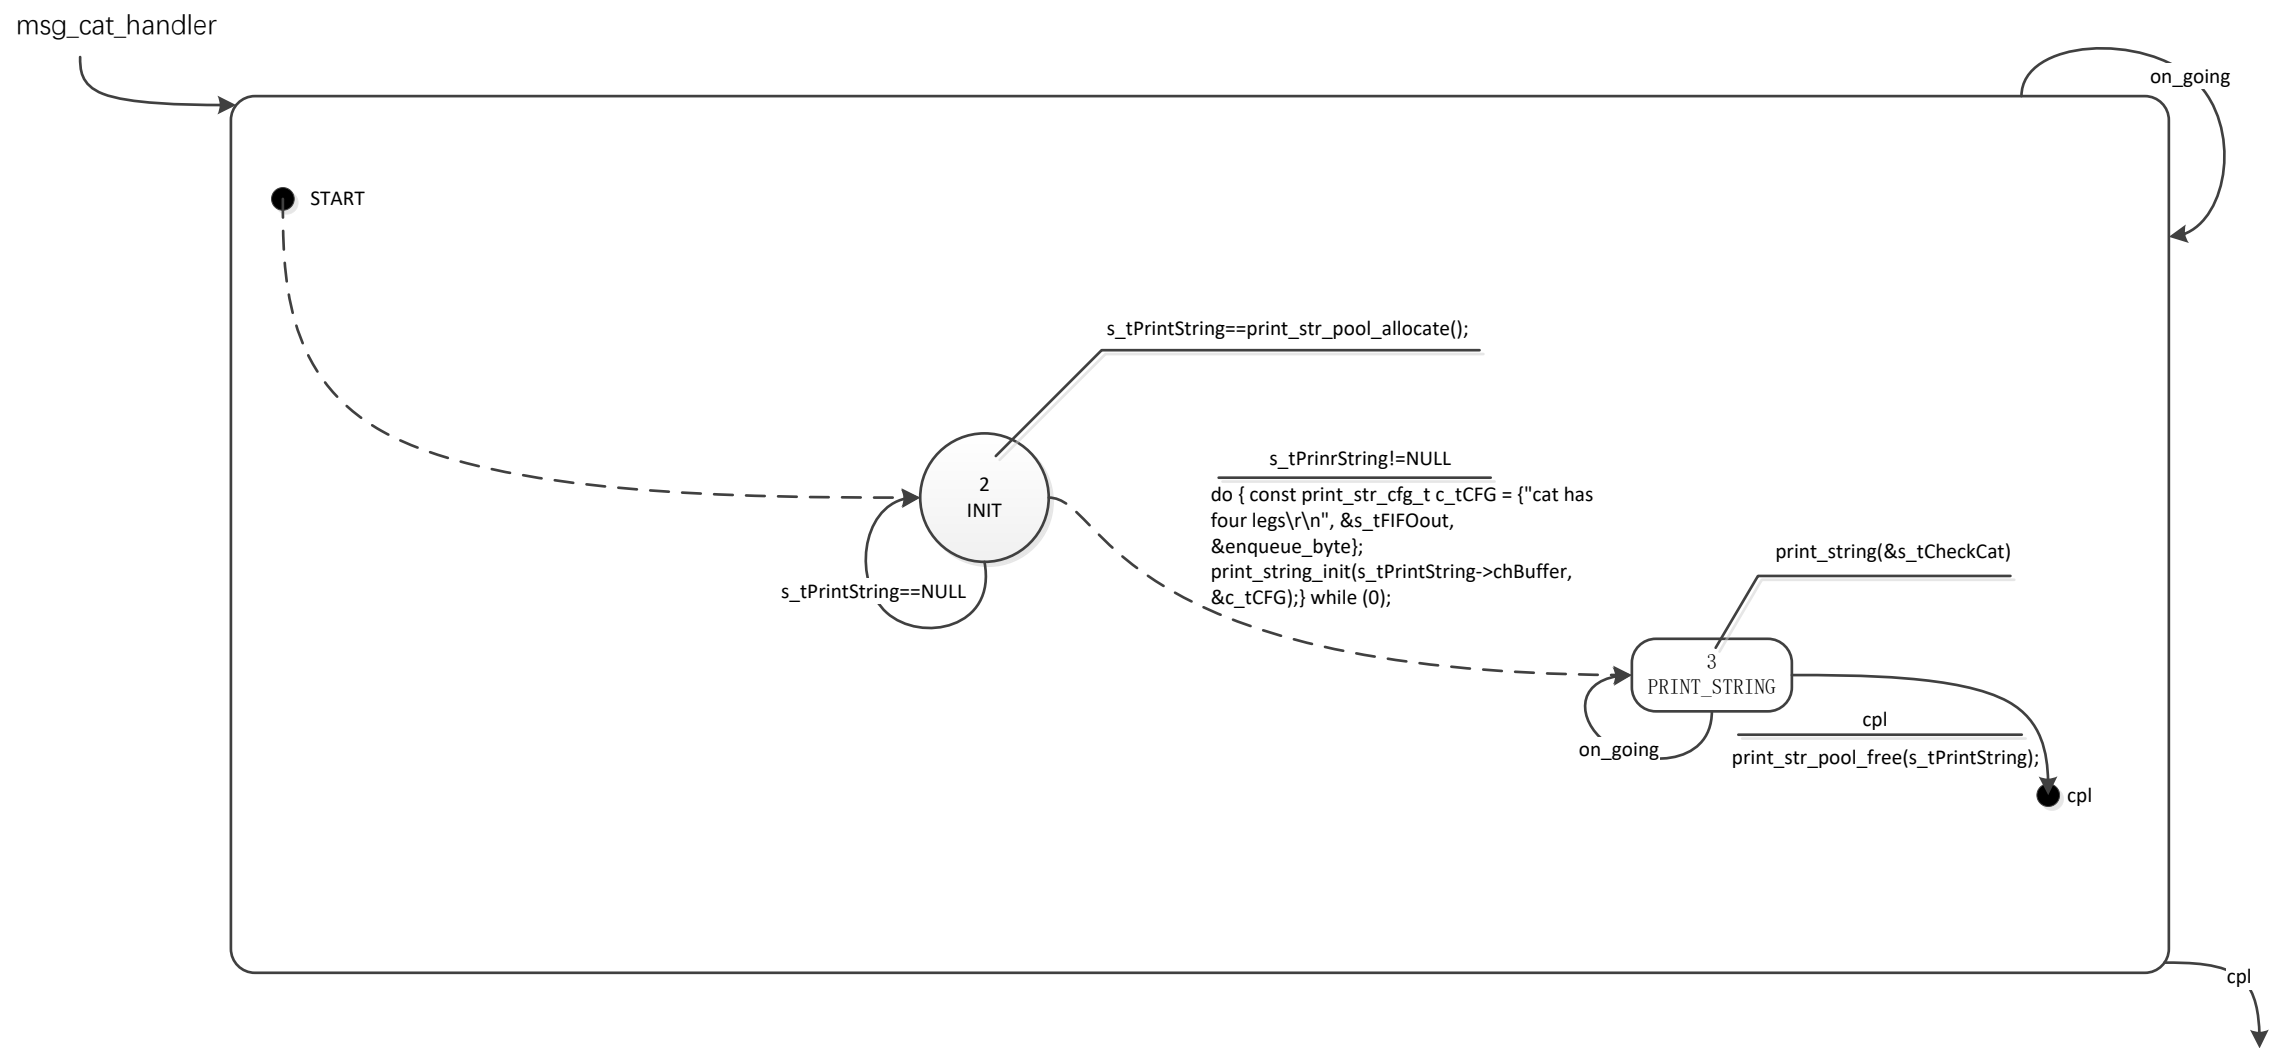 msg_cat_handler
on_going
START
s_tPrintString==print_str_pool_allocate();
s_tPrinrString!=NULL
2
INIT
do { const print_str_cfg_t c_tCFG = {"cat has
four legs\r\n", &s_tFIFOout,
&enqueue_byte};
print_string_init(s_tPrintString->chBuffer,
&c_tCFG);} while (0);
print_string(&s_tCheckCat)
s_tPrintString==NULL
3
PRINT_STRING
cpl
on_going
print_str_pool_free(s_tPrintString);
cpl
cpl